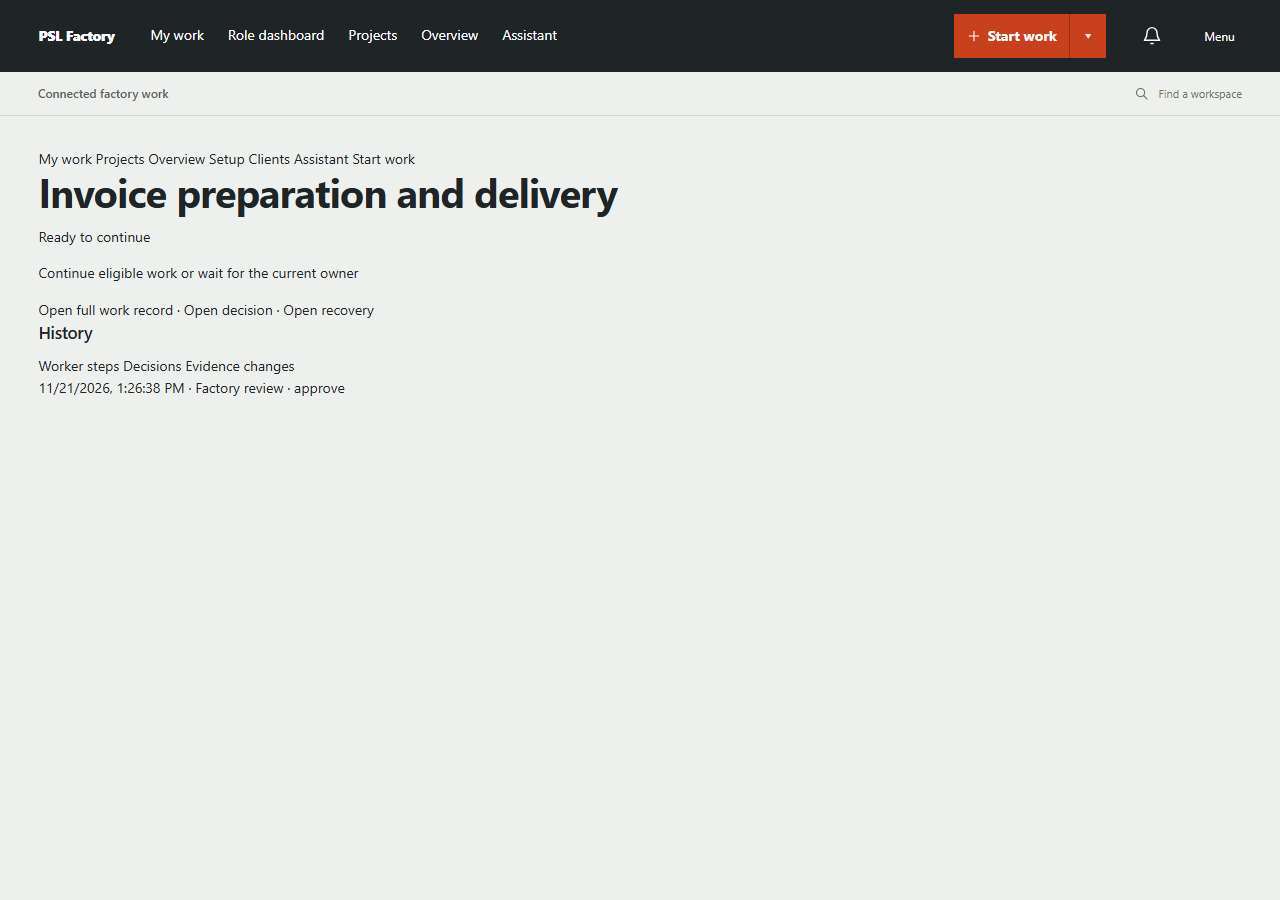 PSL Factory My work Role dashboard Projects Overview Assistant + Start work ▾ Menu
Connected factory work Find a workspace
My work Projects Overview Setup Clients Assistant Start work
Invoice preparation and delivery
Ready to continue
Continue eligible work or wait for the current owner
Open full work record · Open decision · Open recovery
History
Worker steps Decisions Evidence changes
11/21/2026, 1:26:38 PM · Factory review · approve